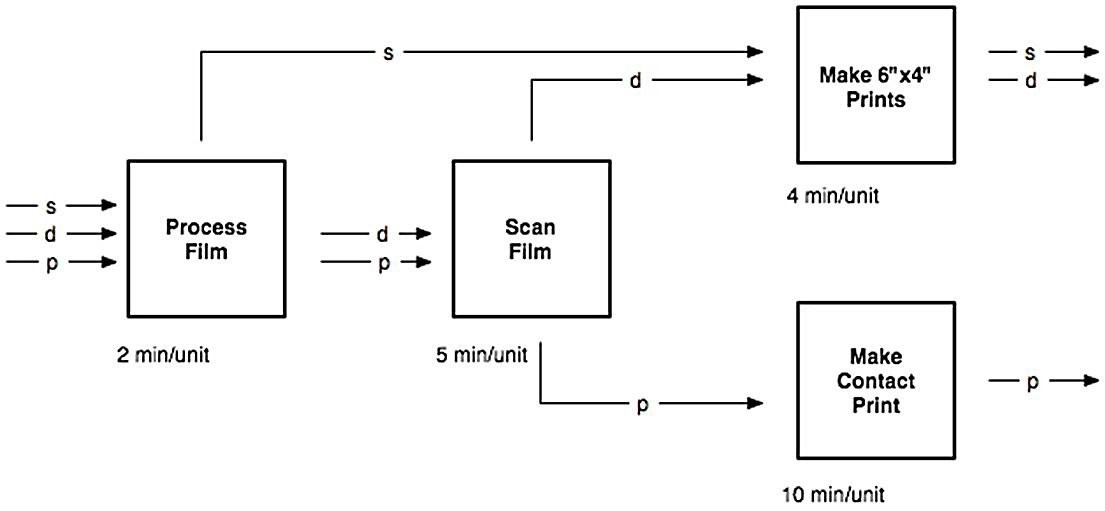 s
d
Make 6"x4"
Prints
s
d
4 min/unit
s
d
p
Process
Film
2 min/unit
d
p
Scan
Film
5 min/unit
p
Make
Contact
Print
p
10 min/unit